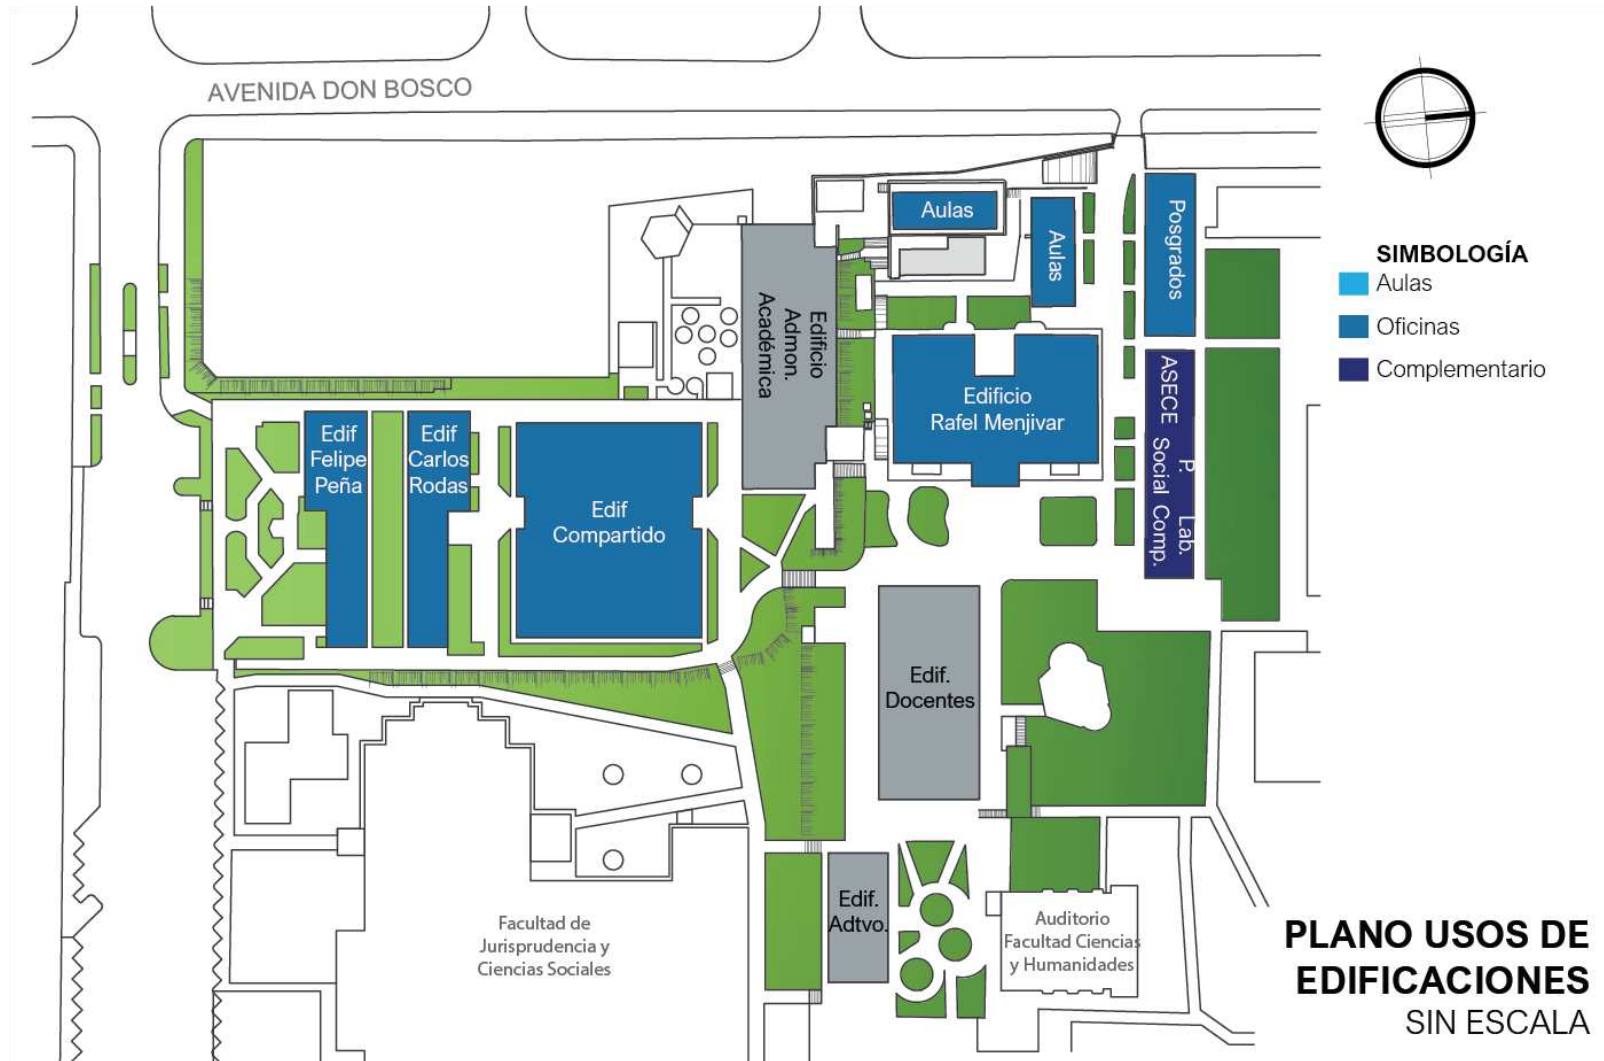 AVENIDA DON BOSCO
Aulas
Aulas
Posgrados
SIMBOLOGÍA
Aulas
Oficinas
Complementario
Edificio
Admon.
Académica
Edificio
Rafel Menjivar
ASECE
P. Lab.
Social Comp.
Edif
Felipe
Peña
Edif
Carlos
Rodas
Edif
Compartido
Edif.
Docentes
Edif.
Adtvo.
Facultad de
Jurisprudencia y
Ciencias Sociales
Auditorio
Facultad Ciencias
y Humanidades
PLANO USOS DE
EDIFICACIONES
SIN ESCALA